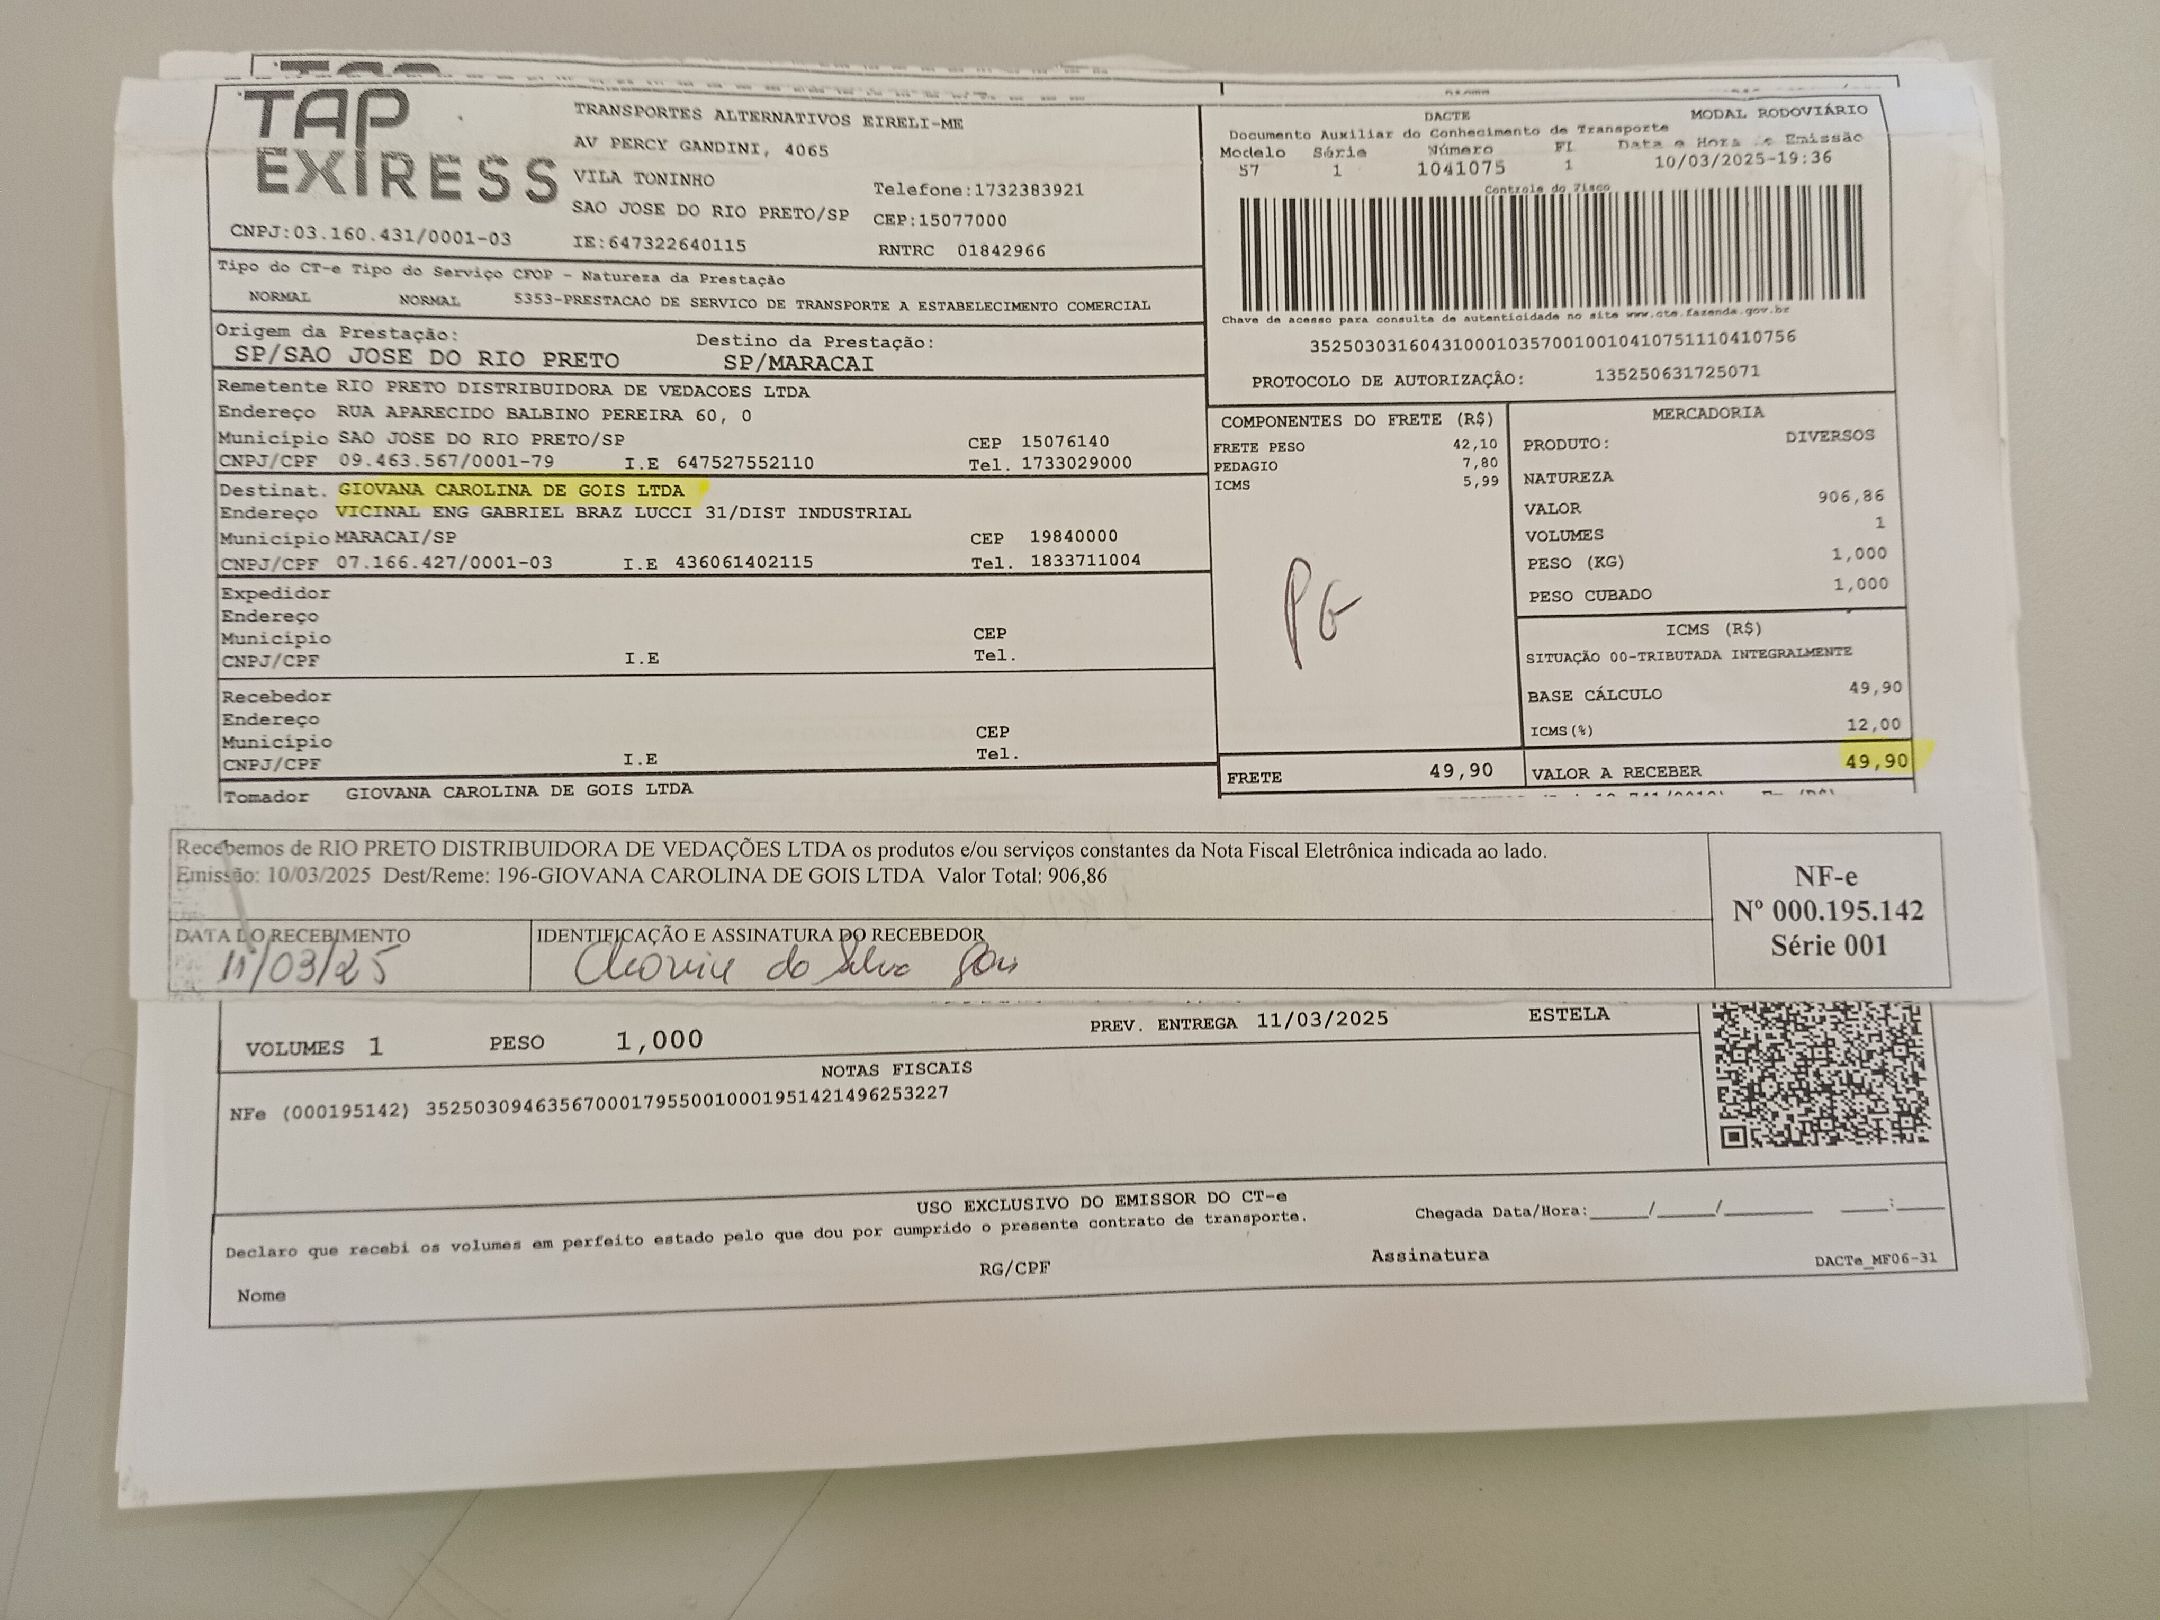 TAP
EXPRESS
TRANSPORTES ALTERNATIVOS EIRELI-ME
AV PERCY GANDINI, 4065
VILA TONINHO
Telefone:1732383921
SAO JOSE DO RIO PRETO/SP CEP:15077000
CNPJ:03.160.431/0001-03 IE:647322640115 RNTRC 01842966
DACTE MODAL RODOVIÁRIO
Documento Auxiliar do Conhecimento de Transporte
Modelo Série Número Fl Data e Hora de Emissão
57 1 1041075 1 10/03/2025-19:36
Controle do Fisco
Chave de acesso para consulta de autenticidade no site www.cte.fazenda.gov.br
35250303160431000103570010010410751110410756
PROTOCOLO DE AUTORIZAÇÃO: 135250631725071
Tipo do CT-e Tipo do Serviço CFOP - Natureza da Prestação
NORMAL NORMAL 5353-PRESTACAO DE SERVICO DE TRANSPORTE A ESTABELECIMENTO COMERCIAL
Origem da Prestação: Destino da Prestação:
SP/SAO JOSE DO RIO PRETO SP/MARACAI
Remetente RIO PRETO DISTRIBUIDORA DE VEDACOES LTDA
Endereço RUA APARECIDO BALBINO PEREIRA 60, 0
Município SAO JOSE DO RIO PRETO/SP CEP 15076140
CNPJ/CPF 09.463.567/0001-79 I.E 647527552110 Tel. 1733029000
Destinat. GIOVANA CAROLINA DE GOIS LTDA
Endereço VICINAL ENG GABRIEL BRAZ LUCCI 31/DIST INDUSTRIAL
Município MARACAI/SP CEP 19840000
CNPJ/CPF 07.166.427/0001-03 I.E 436061402115 Tel. 1833711004
Expedidor
Endereço
Município CEP
CNPJ/CPF I.E Tel.
Recebedor
Endereço
Município CEP
CNPJ/CPF I.E Tel.
Tomador GIOVANA CAROLINA DE GOIS LTDA
COMPONENTES DO FRETE (R$)
FRETE PESO 42,10
PEDAGIO 7,80
ICMS 5,99
PG
FRETE 49,90
MERCADORIA
PRODUTO: DIVERSOS
NATUREZA
VALOR 906,86
VOLUMES 1
PESO (KG) 1,000
PESO CUBADO 1,000
ICMS (R$)
SITUAÇÃO 00-TRIBUTADA INTEGRALMENTE
BASE CÁLCULO 49,90
ICMS(%) 12,00
VALOR A RECEBER 49,90
Recebemos de RIO PRETO DISTRIBUIDORA DE VEDAÇÕES LTDA os produtos e/ou serviços constantes da Nota Fiscal Eletrônica indicada ao lado.
Emissão: 10/03/2025 Dest/Reme: 196-GIOVANA CAROLINA DE GOIS LTDA Valor Total: 906,86
NF-e
Nº 000.195.142
Série 001
DATA DO RECEBIMENTO IDENTIFICAÇÃO E ASSINATURA DO RECEBEDOR
11/03/25 da Silva Gois
VOLUMES 1 PESO 1,000 PREV. ENTREGA 11/03/2025 ESTELA
NOTAS FISCAIS
NFe (000195142) 35250309463567000179550010001951421496253227
USO EXCLUSIVO DO EMISSOR DO CT-e
Declaro que recebi os volumes em perfeito estado pelo que dou por cumprido o presente contrato de transporte. Chegada Data/Hora:_____/_____/________ ____:____
Nome RG/CPF Assinatura DACTe_MF06-31